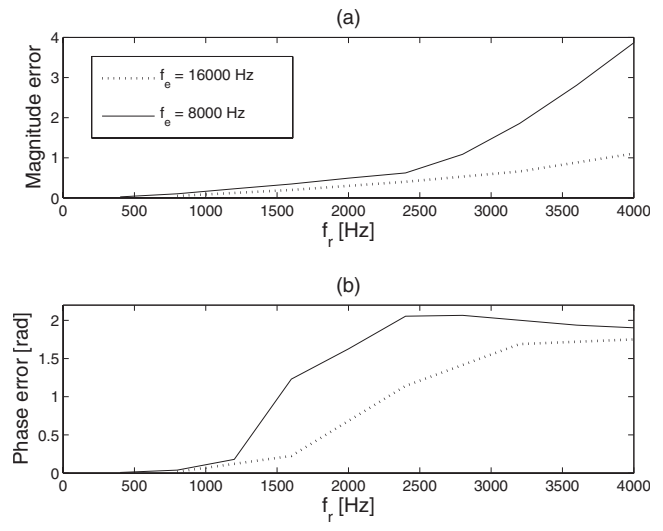 (a)
Magnitude error
4
3
2
1
0
f_e = 16000 Hz
f_e = 8000 Hz
0 500 1000 1500 2000 2500 3000 3500 4000
f_r [Hz]
(b)
Phase error [rad]
2
1.5
1
0.5
0
0 500 1000 1500 2000 2500 3000 3500 4000
f_r [Hz]